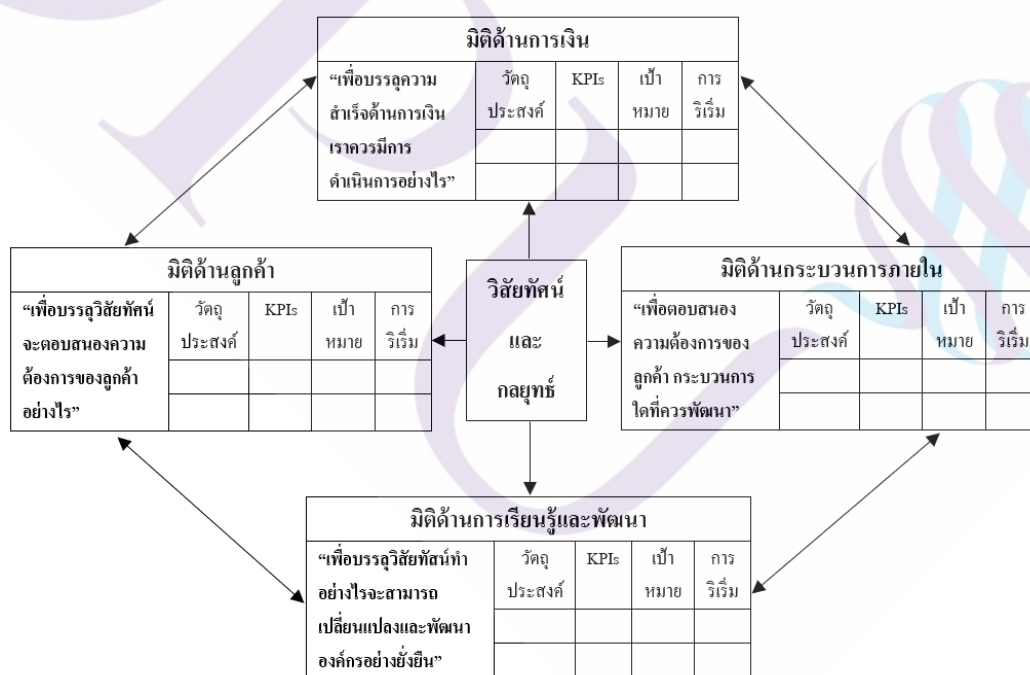 มิติด้านการเงิน
“เพื่อบรรลุความ
สำเร็จด้านการเงิน
เราควรมีการ
ดำเนินการอย่างไร”
วัตถุ
ประสงค์
KPIs
เป้า
หมาย
การ
ริเริ่ม
มิติด้านลูกค้า
“เพื่อบรรลุวิสัยทัศน์
จะตอบสนองความ
ต้องการของลูกค้า
อย่างไร”
วัตถุ
ประสงค์
KPIs
เป้า
หมาย
การ
ริเริ่ม
วิสัยทัศน์
และ
กลยุทธ์
มิติด้านกระบวนการภายใน
“เพื่อตอบสนอง
ความต้องการของ
ลูกค้า กระบวนการ
ใดที่ควรพัฒนา”
วัตถุ
ประสงค์
KPIs
เป้า
หมาย
การ
ริเริ่ม
มิติด้านการเรียนรู้และพัฒนา
“เพื่อบรรลุวิสัยทัสน์ทำ
อย่างไรจะสามารถ
เปลี่ยนแปลงและพัฒนา
องค์กรอย่างยั่งยืน”
วัตถุ
ประสงค์
KPIs
เป้า
หมาย
การ
ริเริ่ม